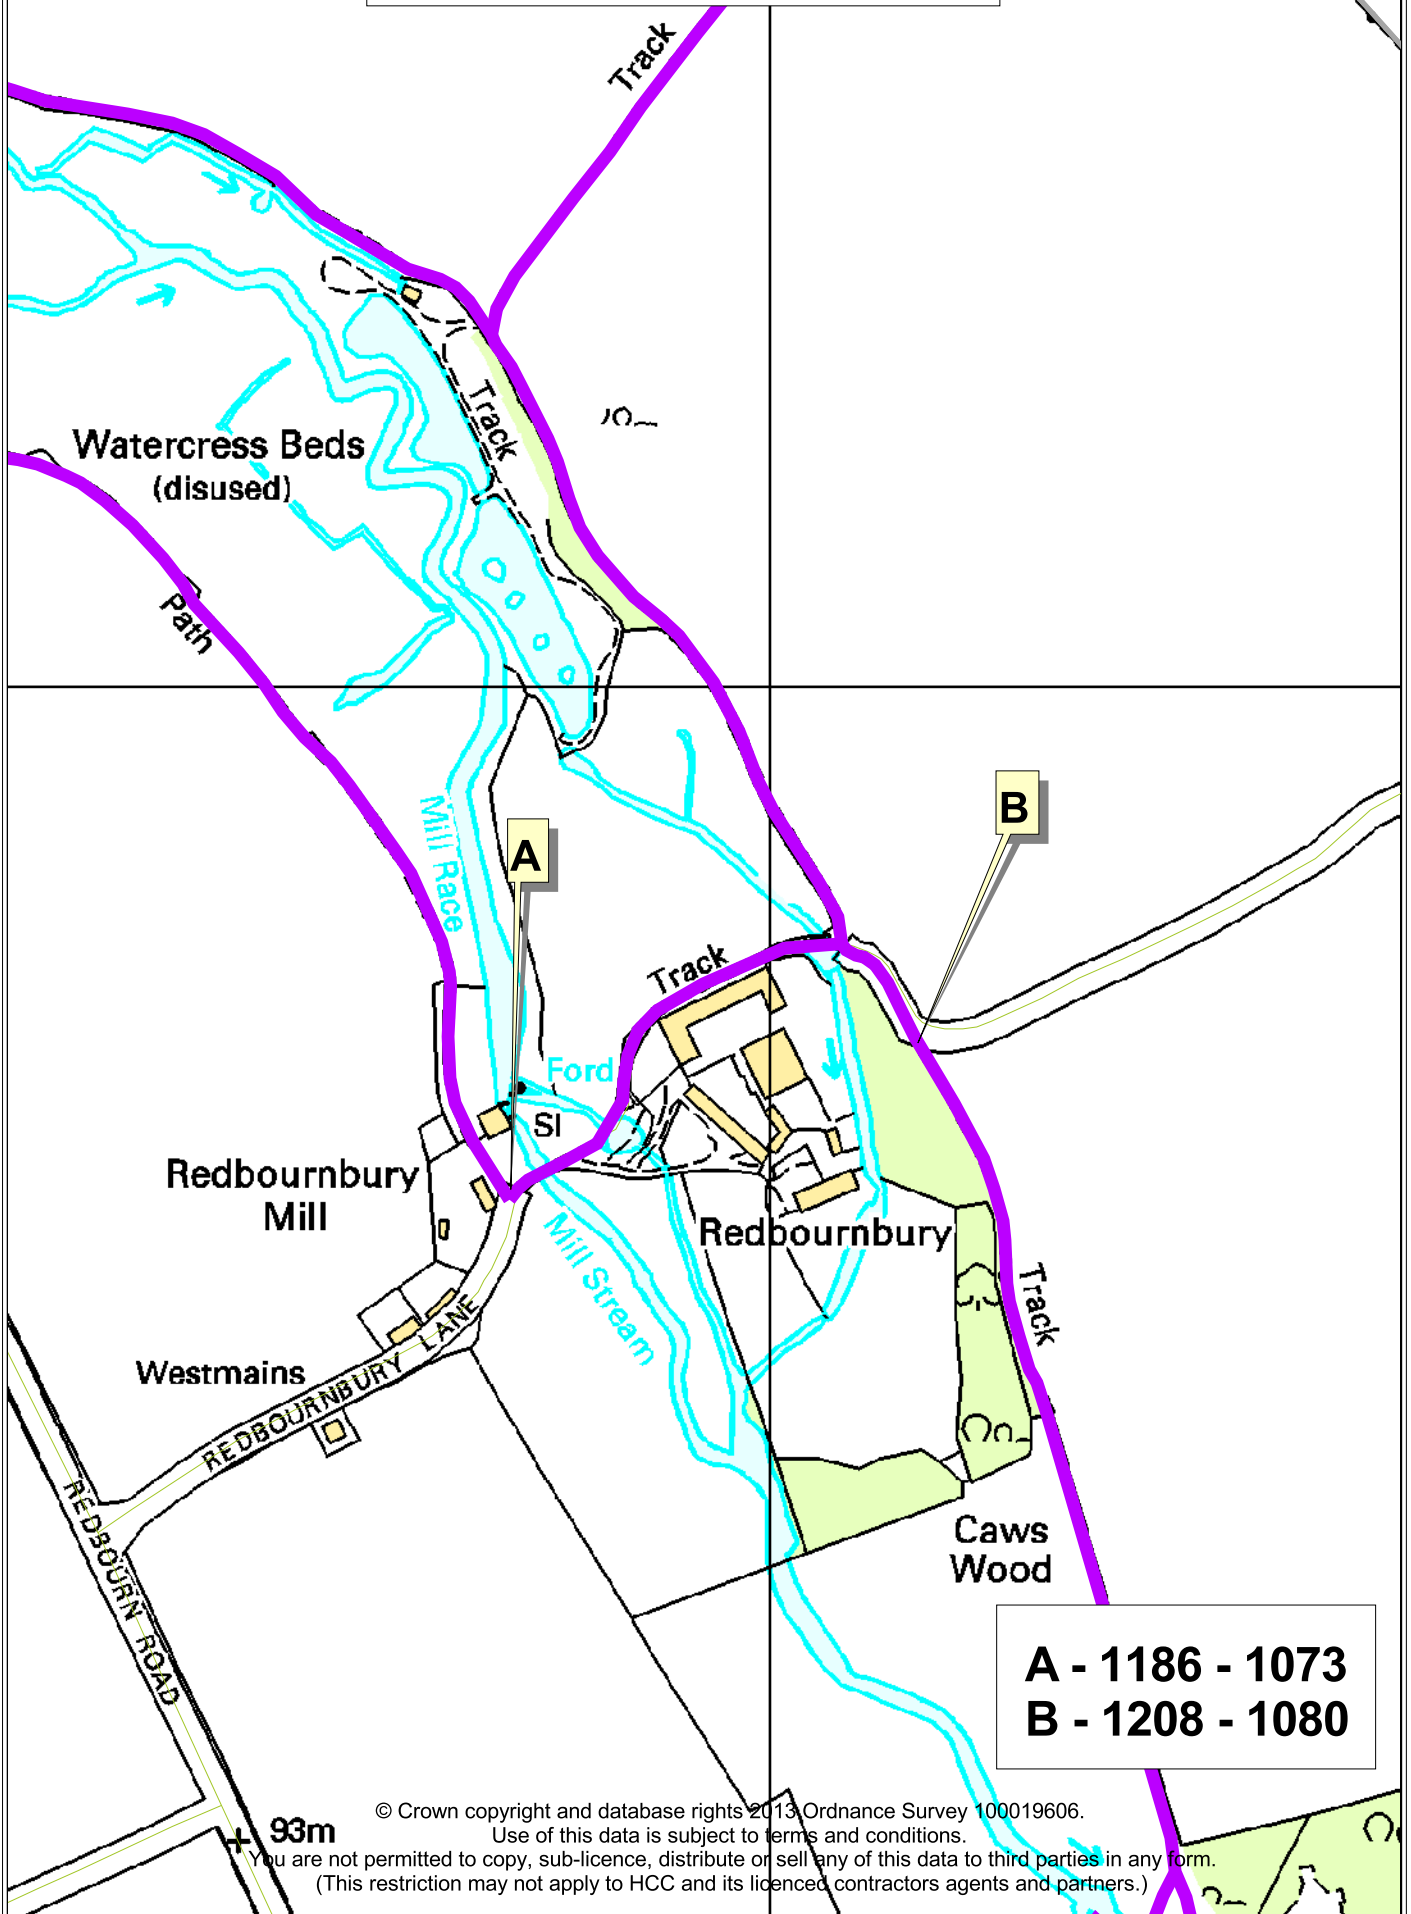 Track
Track
Watercress Beds
(disused)
Path
B
Mill Race
A
Track
Ford
Sl
Redbournbury
Mill
Redbournbury
Mill Stream
Track
Westmains
REDBOURNBURY LANE
REDBOURN ROAD
Caws
Wood
A - 1186 - 1073
B - 1208 - 1080
93m
© Crown copyright and database rights 2013 Ordnance Survey 100019606.
Use of this data is subject to terms and conditions.
You are not permitted to copy, sub-licence, distribute or sell any of this data to third parties in any form.
(This restriction may not apply to HCC and its licenced contractors agents and partners.)